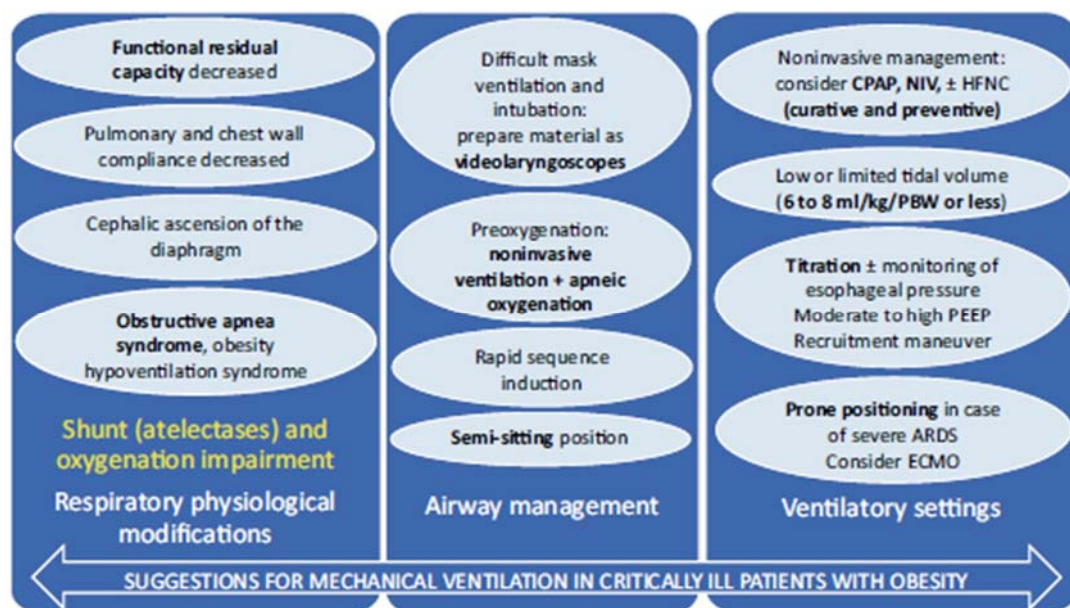 Functional residual
capacity decreased
Pulmonary and chest wall
compliance decreased
Cephalic ascension of the
diaphragm
Obstructive apnea
syndrome, obesity
hypoventilation syndrome
Shunt (atelectases) and
oxygenation impairment
Respiratory physiological
modifications
Difficult mask
ventilation and
intubation:
prepare material as
videolaryngoscopes
Preoxygenation:
noninvasive
ventilation + apneic
oxygenation
Rapid sequence
induction
Semi-sitting position
Airway management
Noninvasive management:
consider CPAP, NIV, ± HFNC
(curative and preventive)
Low or limited tidal volume
(6 to 8 ml/kg/PBW or less)
Titration ± monitoring of
esophageal pressure
Moderate to high PEEP
Recruitment maneuver
Prone positioning in case
of severe ARDS
Consider ECMO
Ventilatory settings
SUGGESTIONS FOR MECHANICAL VENTILATION IN CRITICALLY ILL PATIENTS WITH OBESITY